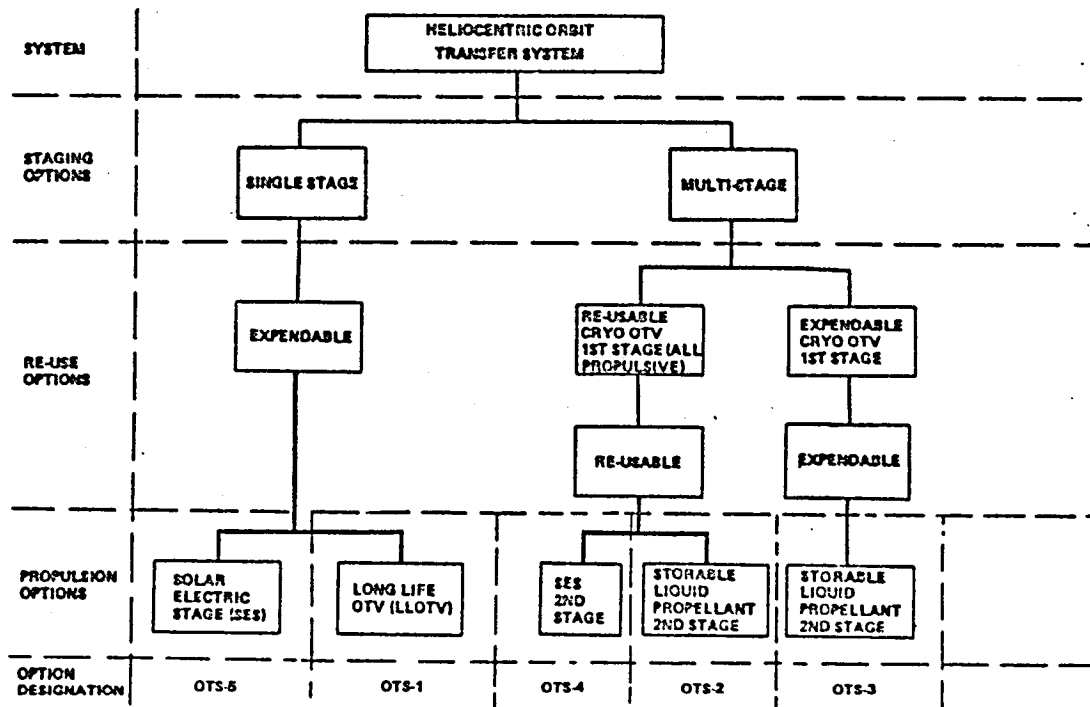 SYSTEM
HELIOCENTRIC ORBIT
TRANSFER SYSTEM
STAGING
OPTIONS
SINGLE STAGE
MULTI-STAGE
RE-USE
OPTIONS
EXPENDABLE
RE-USABLE
CRYO OTV
1ST STAGE (ALL
PROPULSIVE)
EXPENDABLE
CRYO OTV
1ST STAGE
RE-USABLE
EXPENDABLE
PROPULSION
OPTIONS
SOLAR
ELECTRIC
STAGE (SES)
LONG LIFE
OTV (LLOTV)
SES
2ND
STAGE
STORABLE
LIQUID
PROPELLANT
2ND STAGE
STORABLE
LIQUID
PROPELLANT
2ND STAGE
OPTION
DESIGNATION
OTS-5
OTS-1
OTS-4
OTS-2
OTS-3